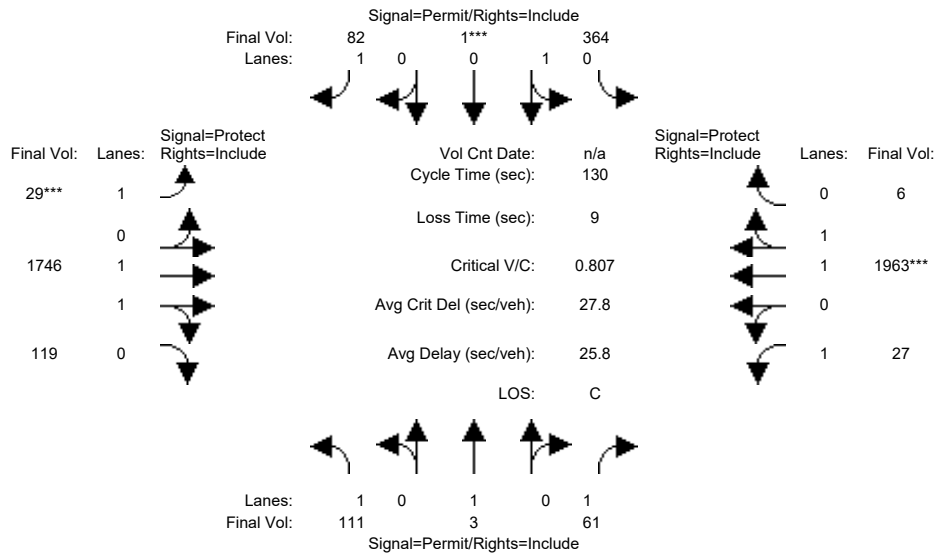 Signal=Permit/Rights=Include
Final Vol: 82 1*** 364
Lanes: 1 0 0 1 0
Signal=Protect Signal=Protect
Final Vol: Lanes: Rights=Include Vol Cnt Date: n/a Rights=Include Lanes: Final Vol:
Cycle Time (sec): 130
29*** 1 0 6
Loss Time (sec): 9
0 1
1746 1 Critical V/C: 0.807 1 1963***
1 Avg Crit Del (sec/veh): 27.8 0
119 0 Avg Delay (sec/veh): 25.8 1 27
LOS: C
Lanes: 1 0 1 0 1
Final Vol: 111 3 61
Signal=Permit/Rights=Include